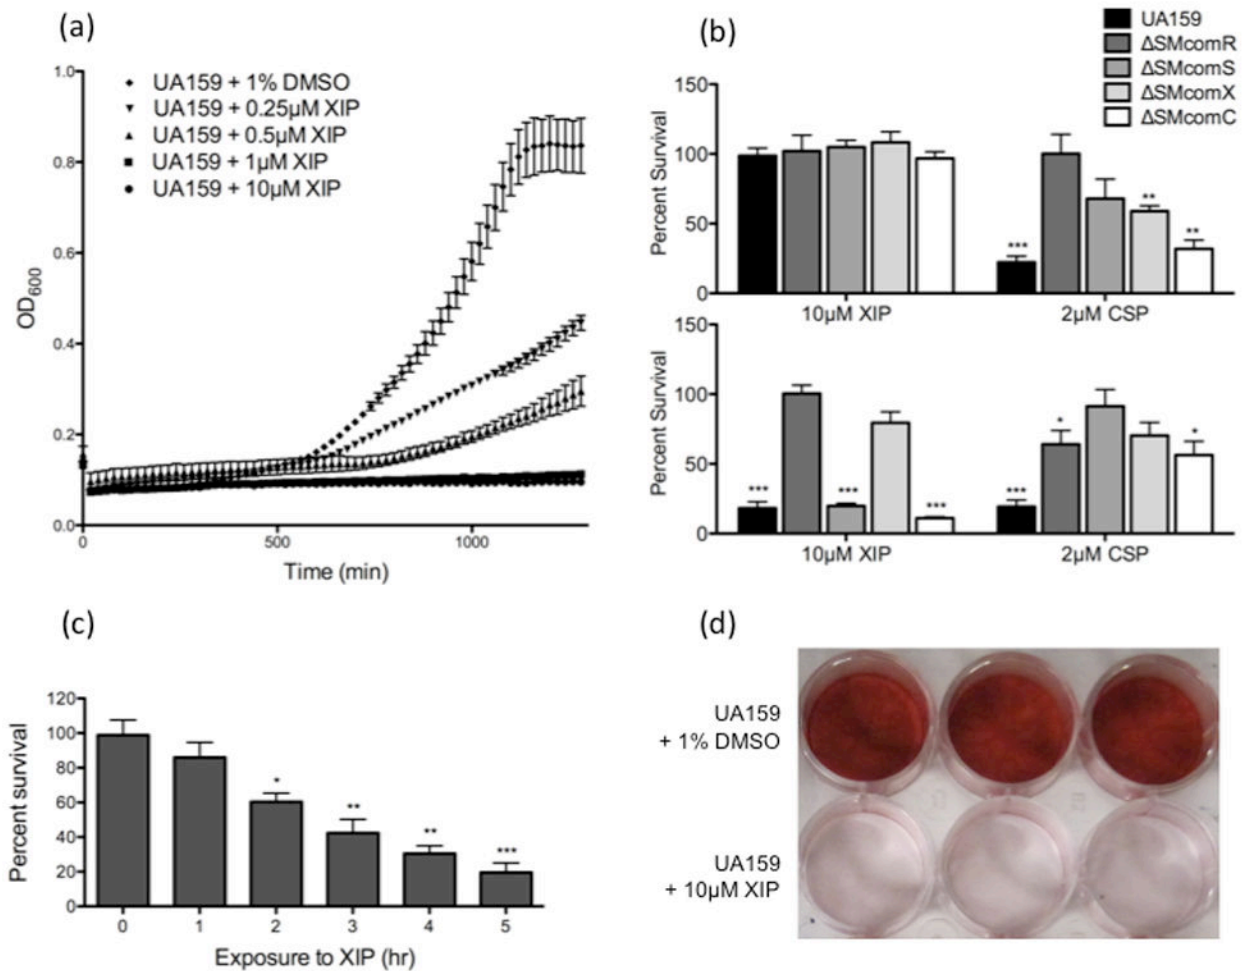 (a)
1.0
0.8
0.6
0.4
0.2
0.0
OD600
0
500
1000
Time (min)
UA159 + 1% DMSO
UA159 + 0.25µM XIP
UA159 + 0.5µM XIP
UA159 + 1µM XIP
UA159 + 10µM XIP
(b)
UA159
ΔSMcomR
ΔSMcomS
ΔSMcomX
ΔSMcomC
150
100
50
0
Percent Survival
***
**
**
10µM XIP
2µM CSP
150
100
50
0
Percent Survival
***
***
***
***
*
*
10µM XIP
2µM CSP
(c)
120
100
80
60
40
20
0
Percent survival
*
**
**
***
0
1
2
3
4
5
Exposure to XIP (hr)
(d)
UA159
+ 1% DMSO
UA159
+ 10µM XIP